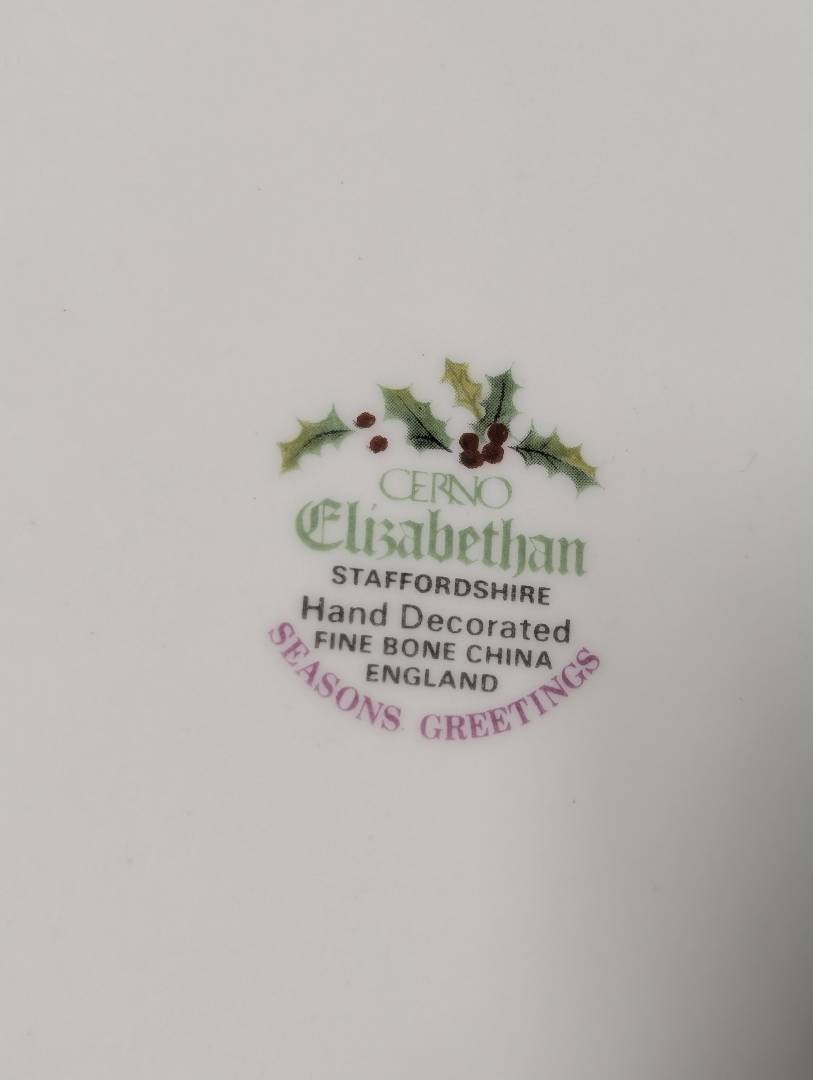 CERNO
Elizabethan
STAFFORDSHIRE
Hand Decorated
FINE BONE CHINA
ENGLAND
SEASONS GREETINGS